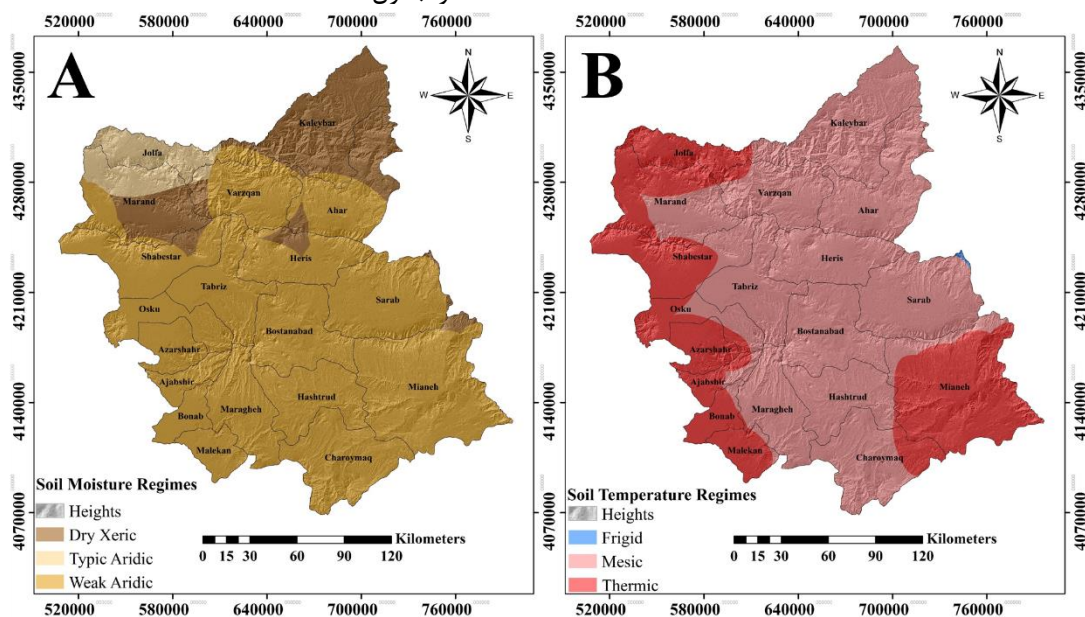 A
520000 580000 640000 700000 760000
4350000
4280000
4210000
4140000
4070000
N
W E
S
Kaleybar
Jolfa
Marand
Varzqan
Ahar
Shabestar
Heris
Tabriz
Sarab
Osku
Bostanabad
Azarshahr
Ajabshir
Mianeh
Hashtrud
Bonab
Maragheh
Malekan
Charoymaq
Soil Moisture Regimes
Heights
Dry Xeric
Typic Aridic
Weak Aridic
Kilometers
0 7 15 30 60 90 120
520000 580000 640000 700000 760000
B
520000 580000 640000 700000 760000
4350000
4280000
4210000
4140000
4070000
N
W E
S
Kaleybar
Jolfa
Marand
Varzqan
Ahar
Shabestar
Heris
Tabriz
Sarab
Osku
Bostanabad
Azarshahr
Ajabshir
Mianeh
Hashtrud
Bonab
Maragheh
Malekan
Charoymaq
Soil Temperature Regimes
Heights
Frigid
Mesic
Thermic
Kilometers
0 7 15 30 60 90 120
520000 580000 640000 700000 760000